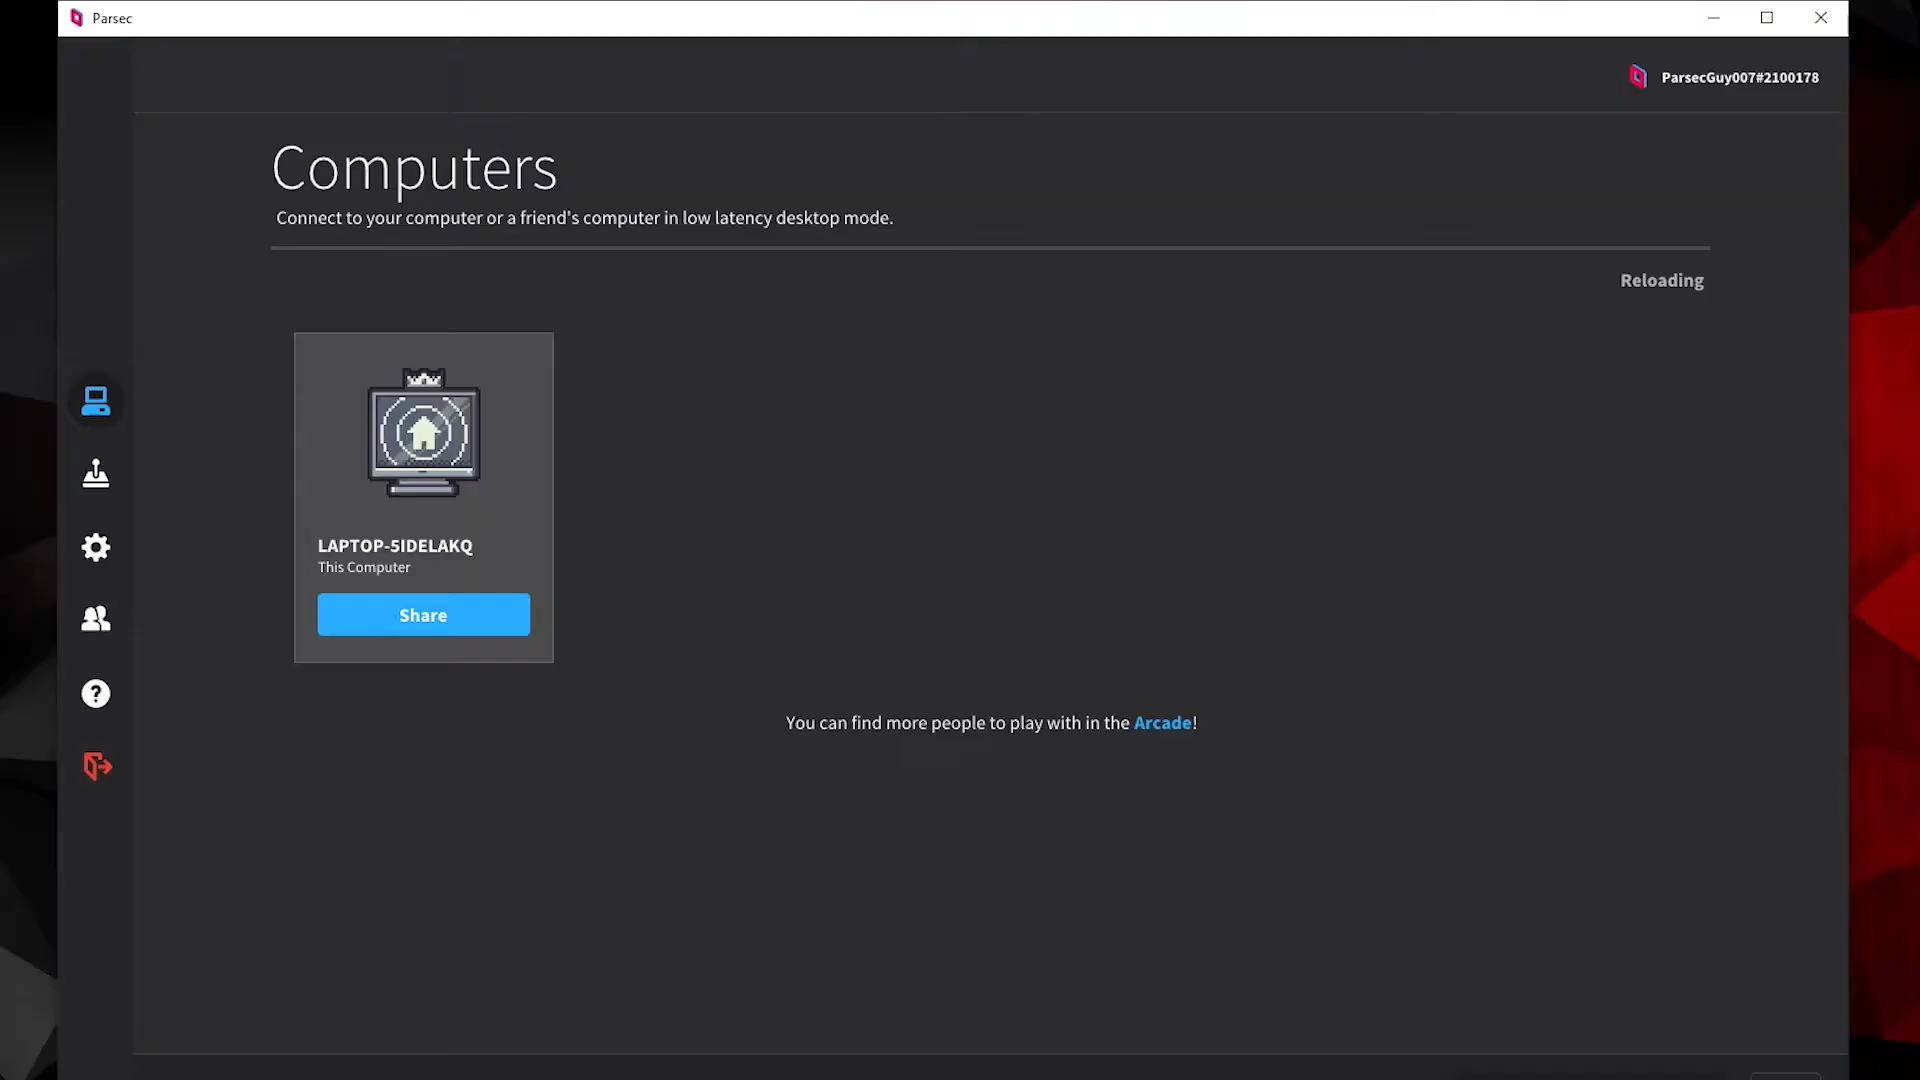 Parsec
ParsecGuy007#2100178
Computers
Connect to your computer or a friend's computer in low latency desktop mode.
Reloading
LAPTOP-5IDELAKQ
This Computer
Share
You can find more people to play with in the Arcade!